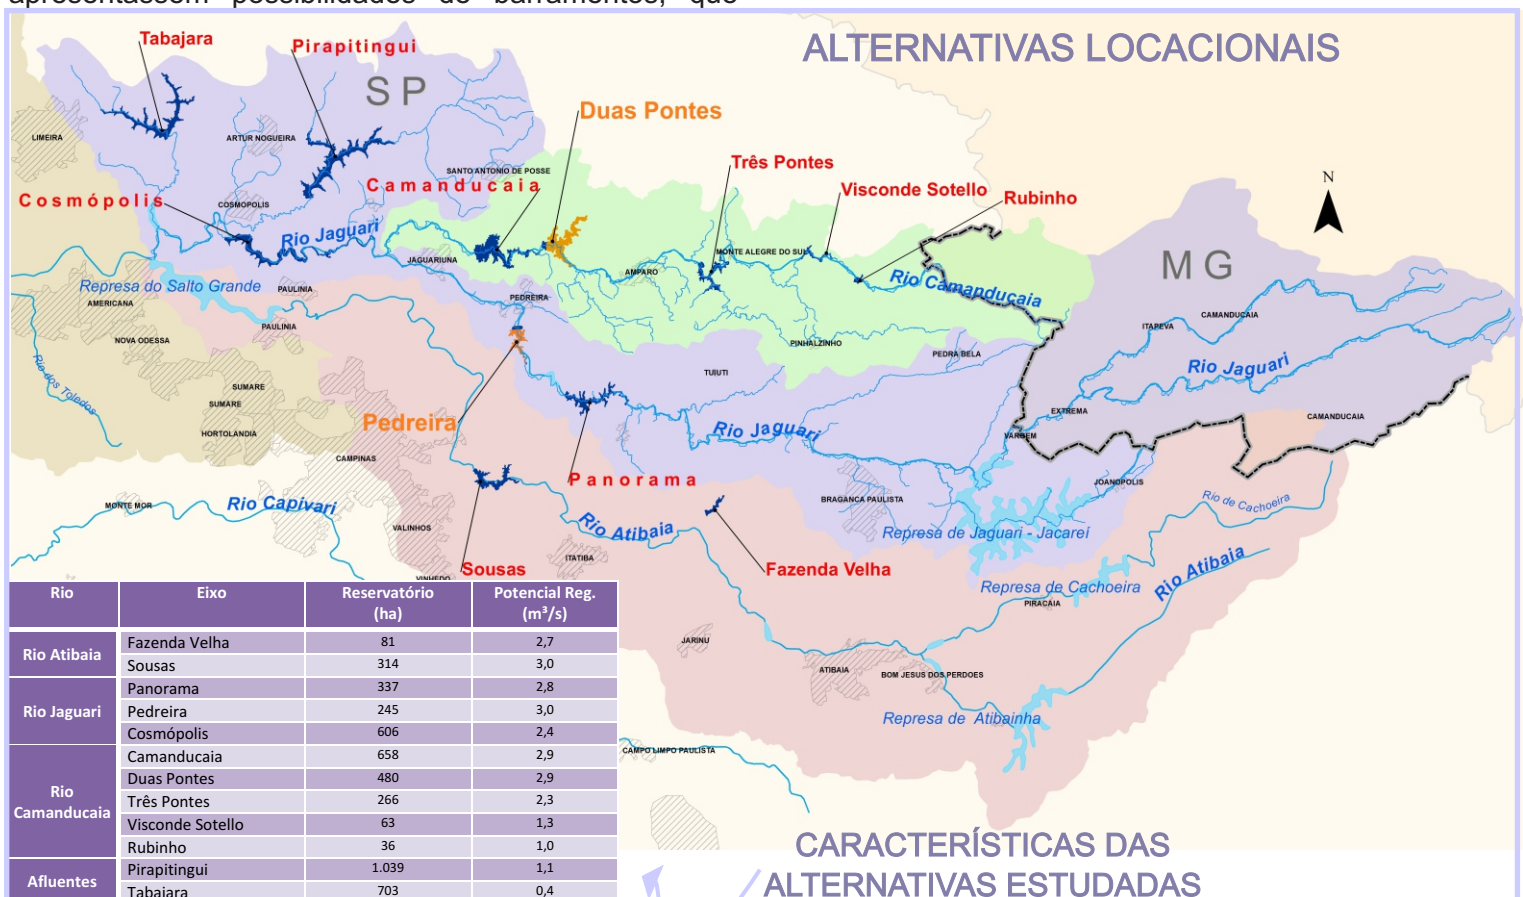 apresentassem possibilidades de barramentos, que
ALTERNATIVAS LOCACIONAIS
Tabajara
Pirapitingui
SP
Duas Pontes
LIMEIRA
ARTUR NOGUEIRA
SANTO ANTONIO DE POSSE
Três Pontes
Camanducaia
Visconde Sotello
Rubinho
N
Cosmópolis
COSMOPOLIS
Rio Jaguari
JAGUARIUNA
MONTE ALEGRE DO SUL
AMPARO
Rio Camanducaia
MG
Represa do Salto Grande
PAULINIA
AMERICANA
PEDREIRA
PAULINIA
NOVA ODESSA
ITAPEVA
CAMANDUCAIA
PINHALZINHO
PEDRA BELA
TUIUTI
Rio Jaguari
Rio dos Toledos
SUMARE
SUMARE
HORTOLANDIA
Pedreira
EXTREMA
CAMANDUCAIA
VARGEM
Rio Jaguari
CAMPINAS
Panorama
JOANOPOLIS
BRAGANCA PAULISTA
MONTE MOR
Rio Capivari
Rio de Cachoeira
VALINHOS
Rio Atibaia
Represa de Jaguari - Jacareí
ITATIBA
Sousas
Fazenda Velha
VINHEDO
Rio Atibaia
Represa de Cachoeira
PIRACAIA
JARINU
ATIBAIA
BOM JESUS DOS PERDOES
Represa de Atibainha
CAMPO LIMPO PAULISTA
Rio Eixo Reservatório (ha) Potencial Reg. (m³/s)
Rio Atibaia Fazenda Velha 81 2,7
Sousas 314 3,0
Rio Jaguari Panorama 337 2,8
Pedreira 245 3,0
Cosmópolis 606 2,4
Rio Camanducaia Camanducaia 658 2,9
Duas Pontes 480 2,9
Três Pontes 266 2,3
Visconde Sotello 63 1,3
Rubinho 36 1,0
Afluentes Pirapitingui 1.039 1,1
Tabajara 703 0,4
CARACTERÍSTICAS DAS
ALTERNATIVAS ESTUDADAS